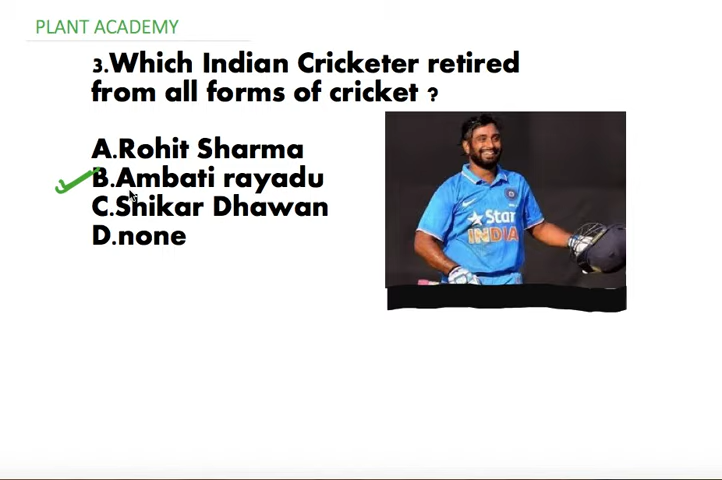 PLANT ACADEMY
3.Which Indian Cricketer retired
from all forms of cricket ?
A.Rohit Sharma
B.Ambati rayadu
C.Shikar Dhawan
D.none
Star
INDIA